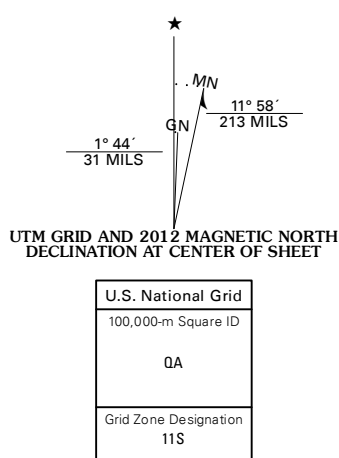 MN
11° 58´
213 MILS
GN
1° 44´
31 MILS
UTM GRID AND 2012 MAGNETIC NORTH
DECLINATION AT CENTER OF SHEET
U.S. National Grid
100,000-m Square ID
QA
Grid Zone Designation
11S